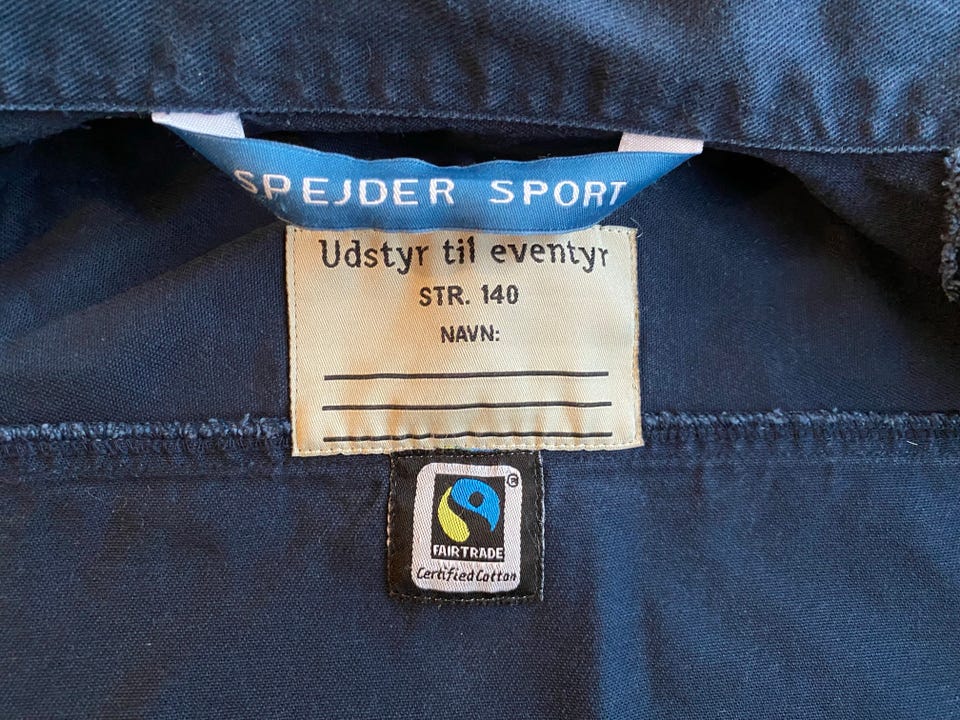 SPEJDER SPORT
Udstyr til eventyr
STR. 140
NAVN:
FAIRTRADE
Certified Cotton